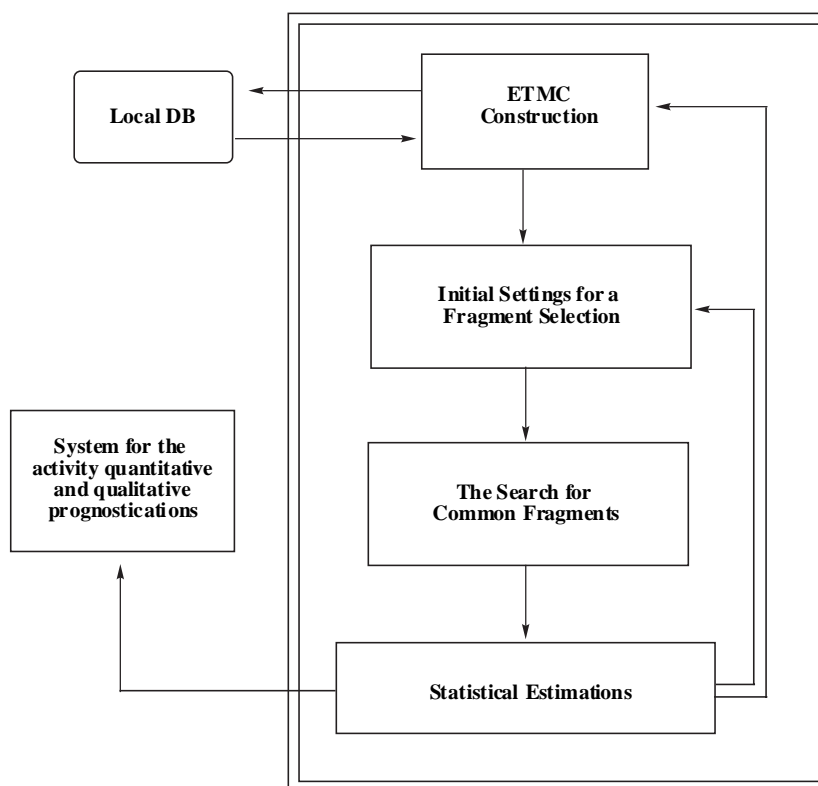 Local DB
ETMC
Construction
Initial Settings for a
Fragment Selection
System for the
activity quantitative
and qualitative
prognostications
The Search for
Common Fragments
Statistical Estimations